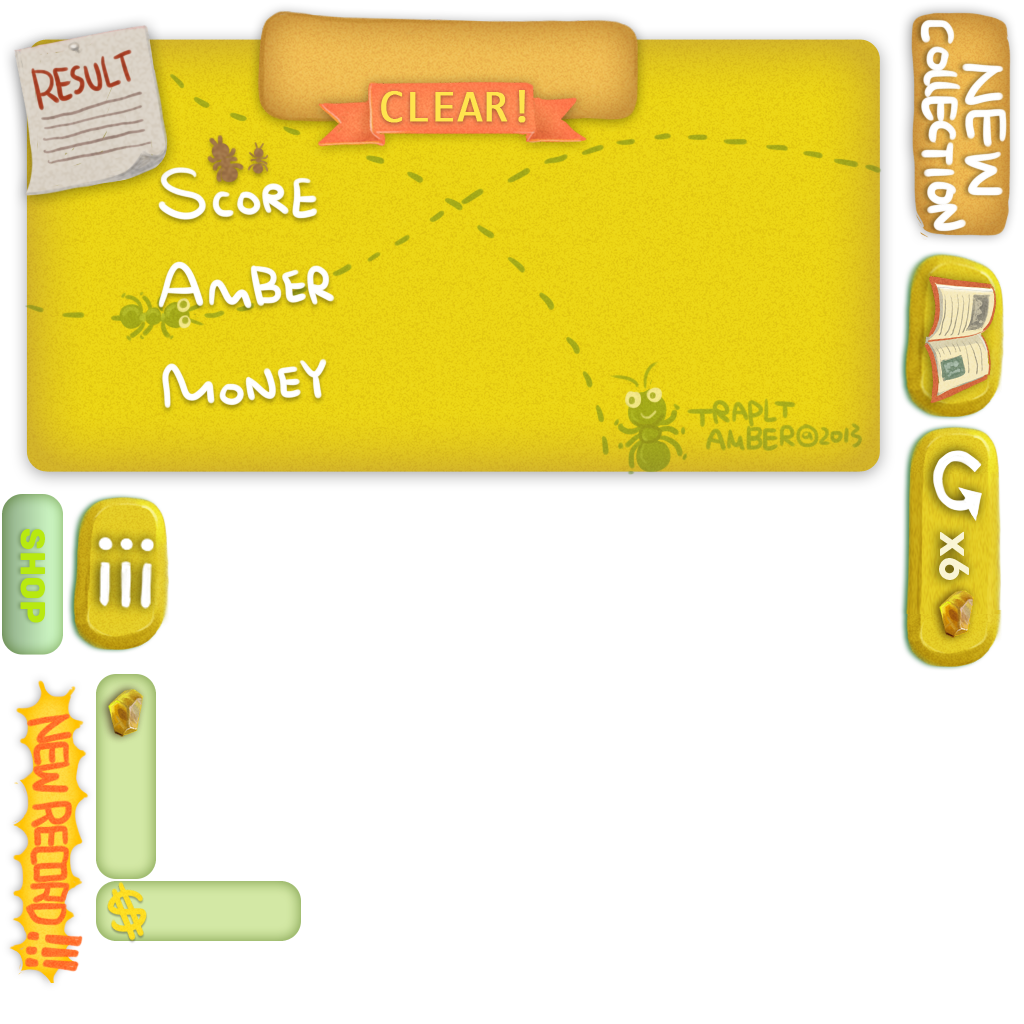 RESULT
CLEAR!
SCORE
AMBER
MONEY
TRAPLT
AMBER@2013
NEW
COLLECTION
x6
SHOP
NEW RECORD!!!
$